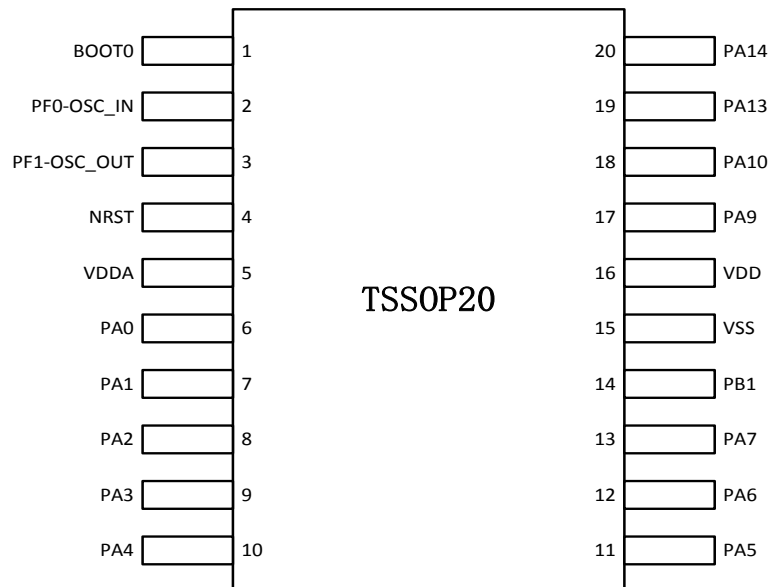 BOOT0 1 20 PA14
PF0-OSC_IN 2 19 PA13
PF1-OSC_OUT 3 18 PA10
NRST 4 17 PA9
VDDA 5 16 VDD
TSSOP20
PA0 6 15 VSS
PA1 7 14 PB1
PA2 8 13 PA7
PA3 9 12 PA6
PA4 10 11 PA5